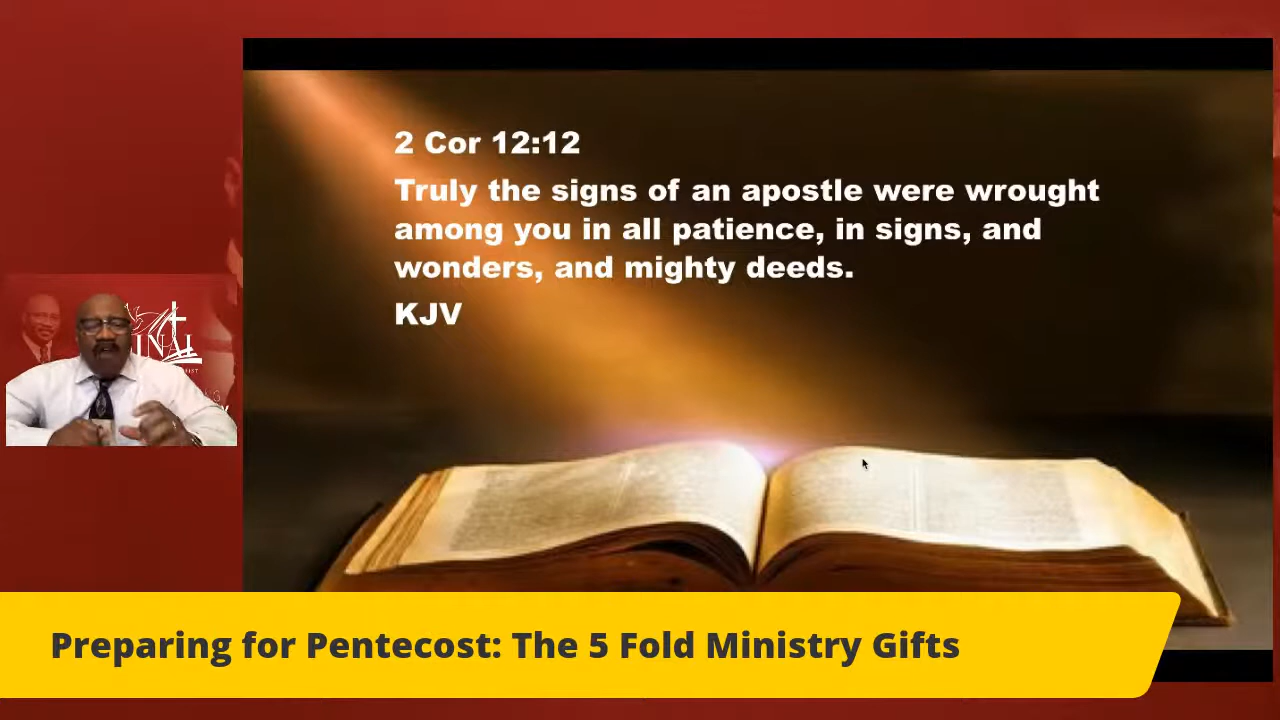 2 Cor 12:12
Truly the signs of an apostle were wrought
among you in all patience, in signs, and
wonders, and mighty deeds.
KJV
Preparing for Pentecost: The 5 Fold Ministry Gifts